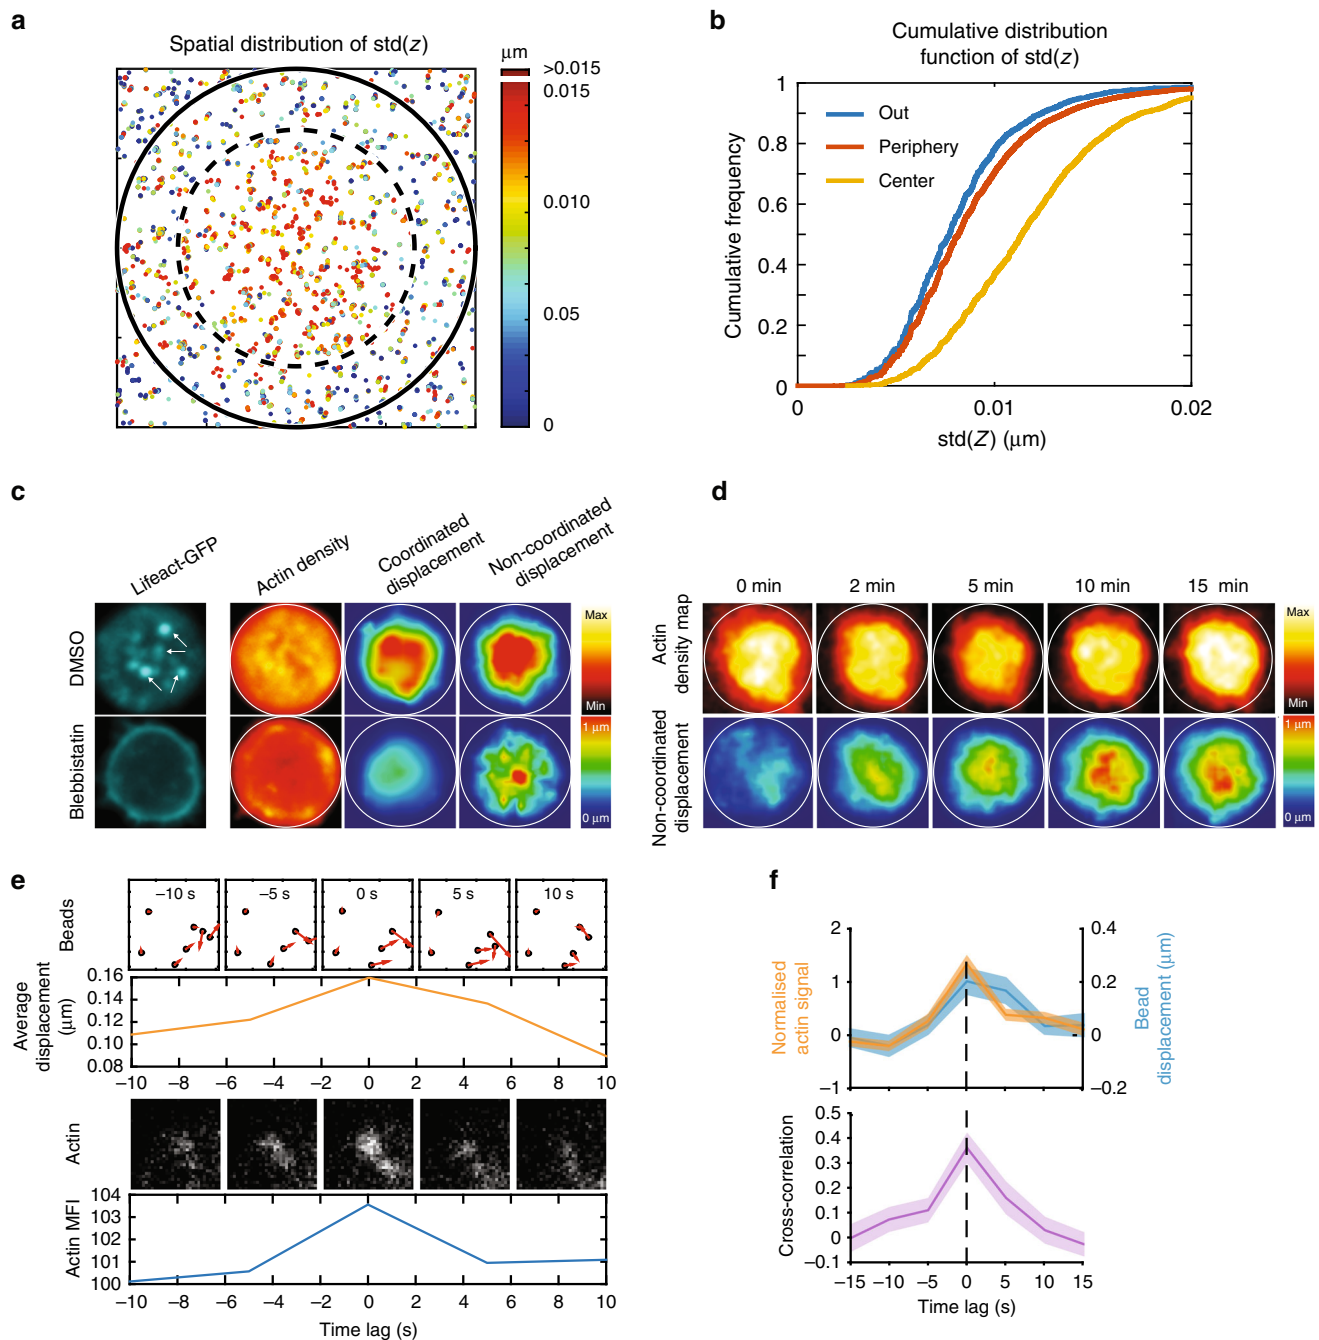 a
Spatial distribution of std(z)
μm
>0.015
0.015
0.010
0.05
0
b
Cumulative distribution
function of std(z)
Cumulative frequency
1
0.8
0.6
0.4
0.2
0
Out
Periphery
Center
0
0.01
0.02
std(Z) (μm)
c
Lifeact-GFP
Actin density
Coordinated
displacement
Non-coordinated
displacement
DMSO
Blebbistatin
Max
Min
1 μm
0 μm
d
0 min
2 min
5 min
10 min
15 min
Actin
density map
Non-coordinated
displacement
Max
Min
1 μm
0 μm
e
Beads
–10 s
–5 s
0 s
5 s
10 s
Average
displacement
(μm)
0.16
0.14
0.12
0.10
0.08
–10 –8 –6 –4 –2 0 2 4 6 8 10
Actin
Actin MFI
104
103
102
101
100
–10 –8 –6 –4 –2 0 2 4 6 8 10
Time lag (s)
f
Normalised
actin signal
2
1
0
–1
0.4
0.2
0
–0.2
Bead
displacement (μm)
Cross-correlation
0.5
0.4
0.3
0.2
0.1
0
–0.1
–15 –10 –5 0 5 10 15
Time lag (s)